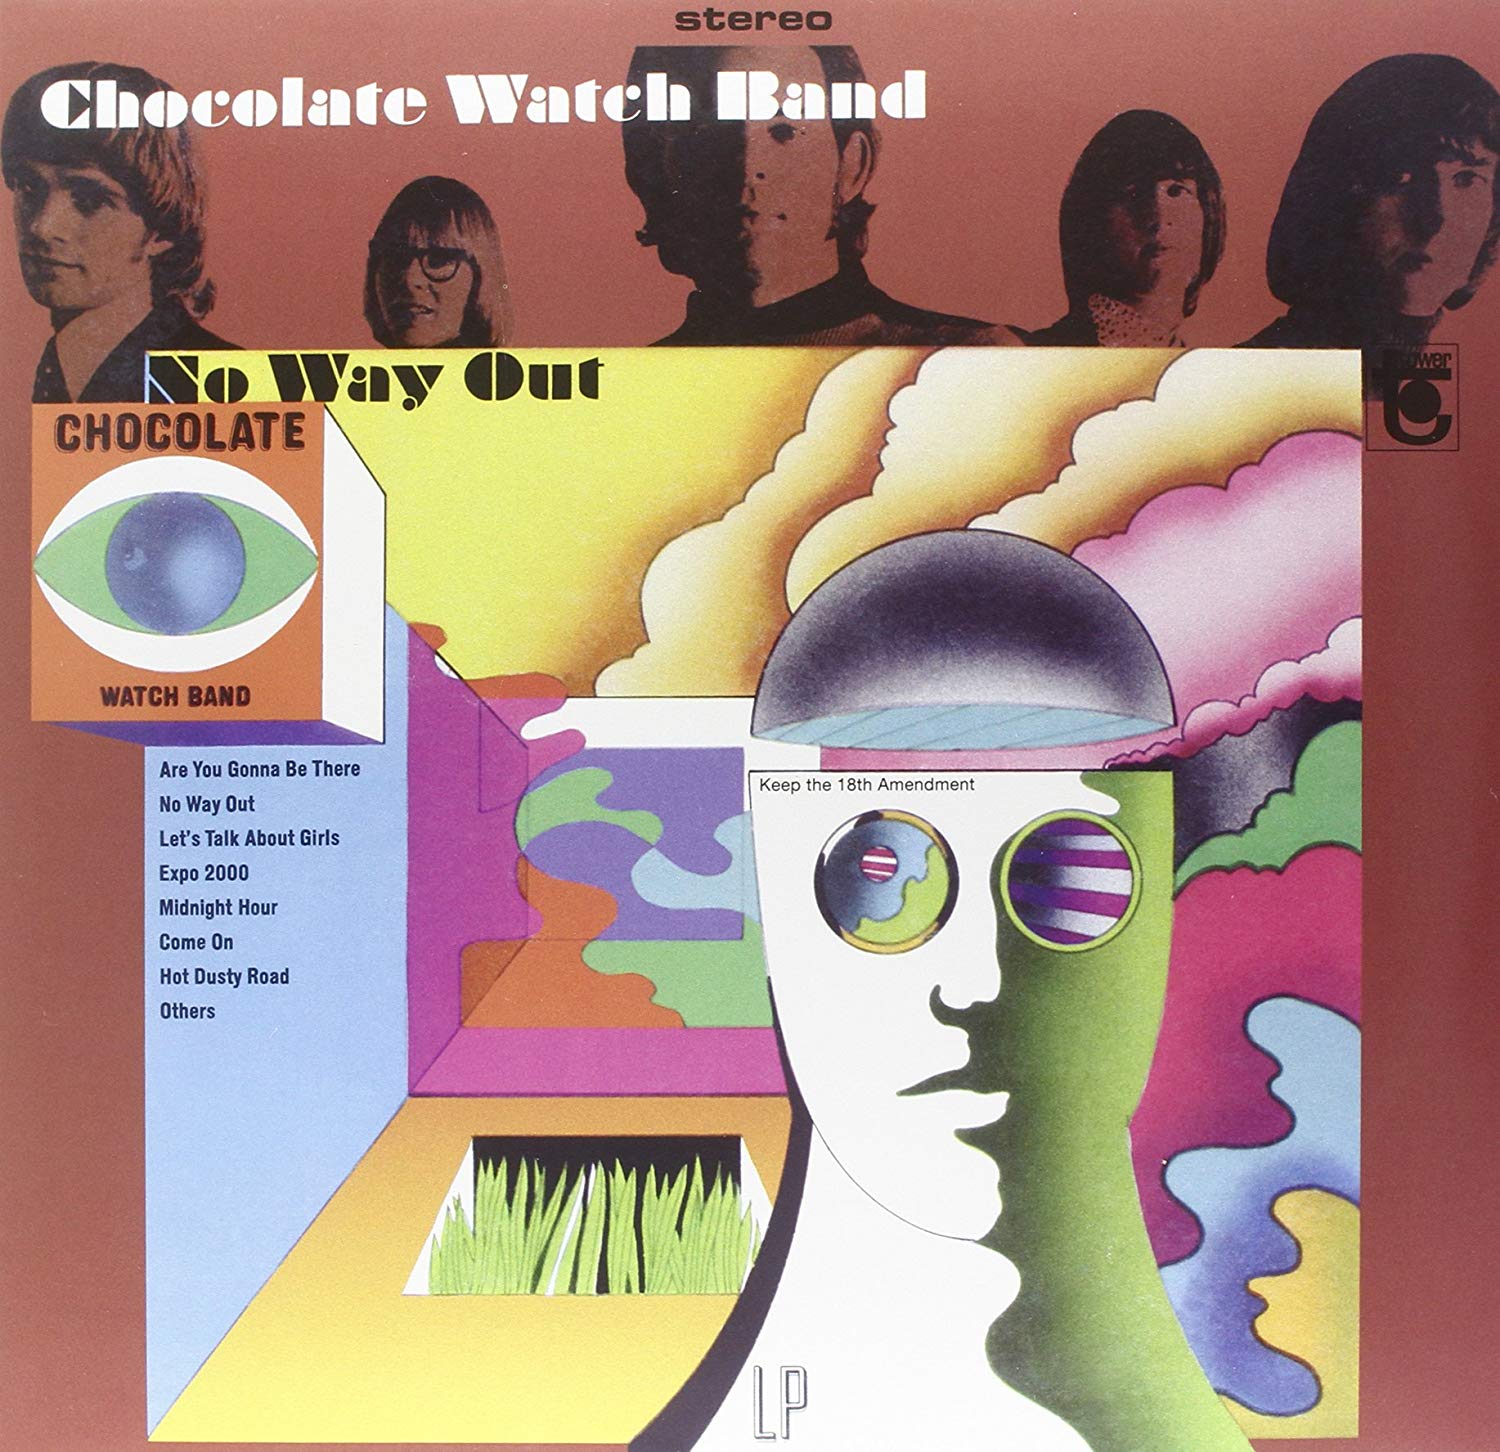 stereo
Chocolate Watch Band
No Way Out
tower
CHOCOLATE
WATCH BAND
Are You Gonna Be There
No Way Out
Let's Talk About Girls
Expo 2000
Midnight Hour
Come On
Hot Dusty Road
Others
Keep the 18th Amendment
LP